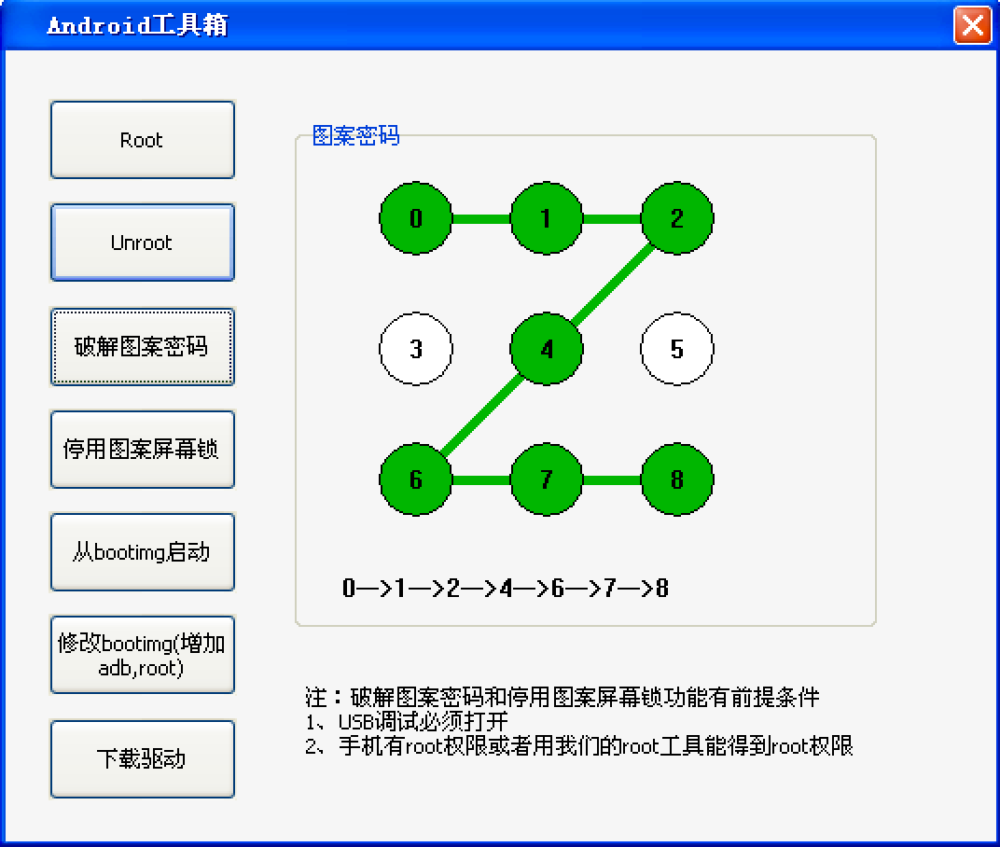 Android工具箱
Root
Unroot
破解图案密码
停用图案屏幕锁
从bootimg启动
修改bootimg(增加
adb,root)
下载驱动
图案密码
0 1 2
3 4 5
6 7 8
0—>1—>2—>4—>6—>7—>8
注：破解图案密码和停用图案屏幕锁功能有前提条件
1、USB调试必须打开
2、手机有root权限或者用我们的root工具能得到root权限